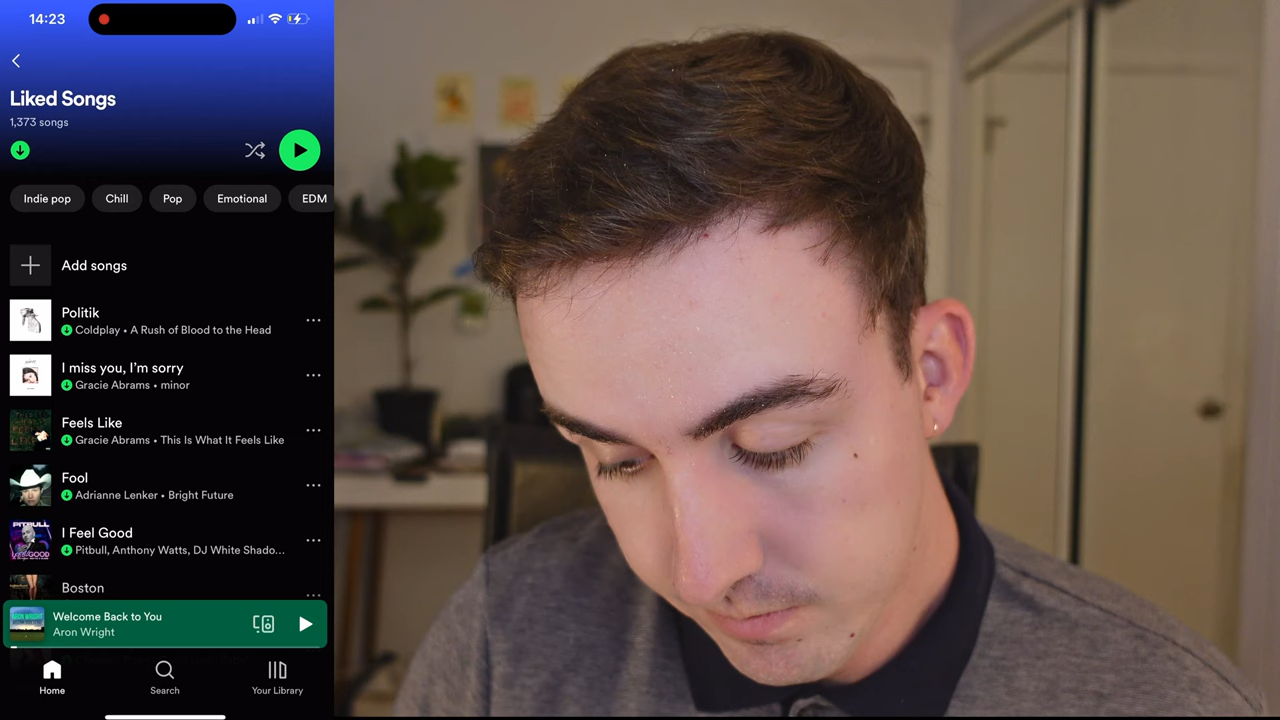 14:23
Liked Songs
1,373 songs
Indie pop
Chill
Pop
Emotional
EDM
Add songs
Politik
Coldplay • A Rush of Blood to the Head
I miss you, I'm sorry
Gracie Abrams • minor
Feels Like
Gracie Abrams • This Is What It Feels Like
Fool
Adrianne Lenker • Bright Future
I Feel Good
Pitbull, Anthony Watts, DJ White Shado...
Boston
Welcome Back to You
Aron Wright
Home
Search
Your Library